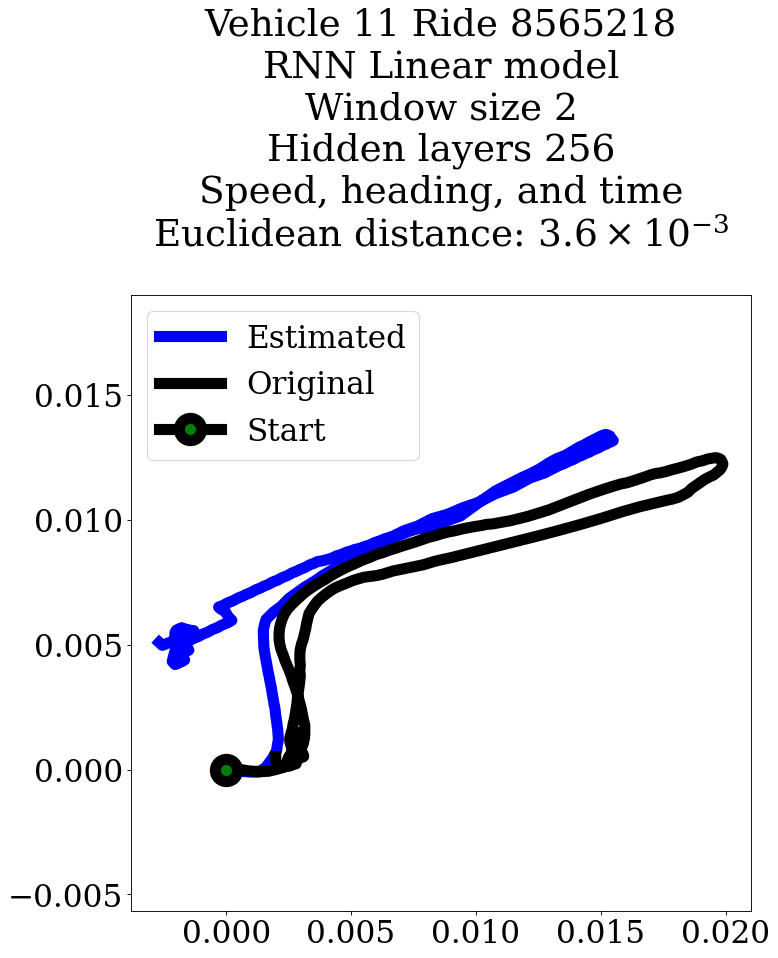 Vehicle 11 Ride 8565218
RNN Linear model
Window size 2
Hidden layers 256
Speed, heading, and time
Euclidean distance: 3.6 × 10⁻³
Estimated
Original
Start
0.015
0.010
0.005
0.000
−0.005
0.000 0.005 0.010 0.015 0.020